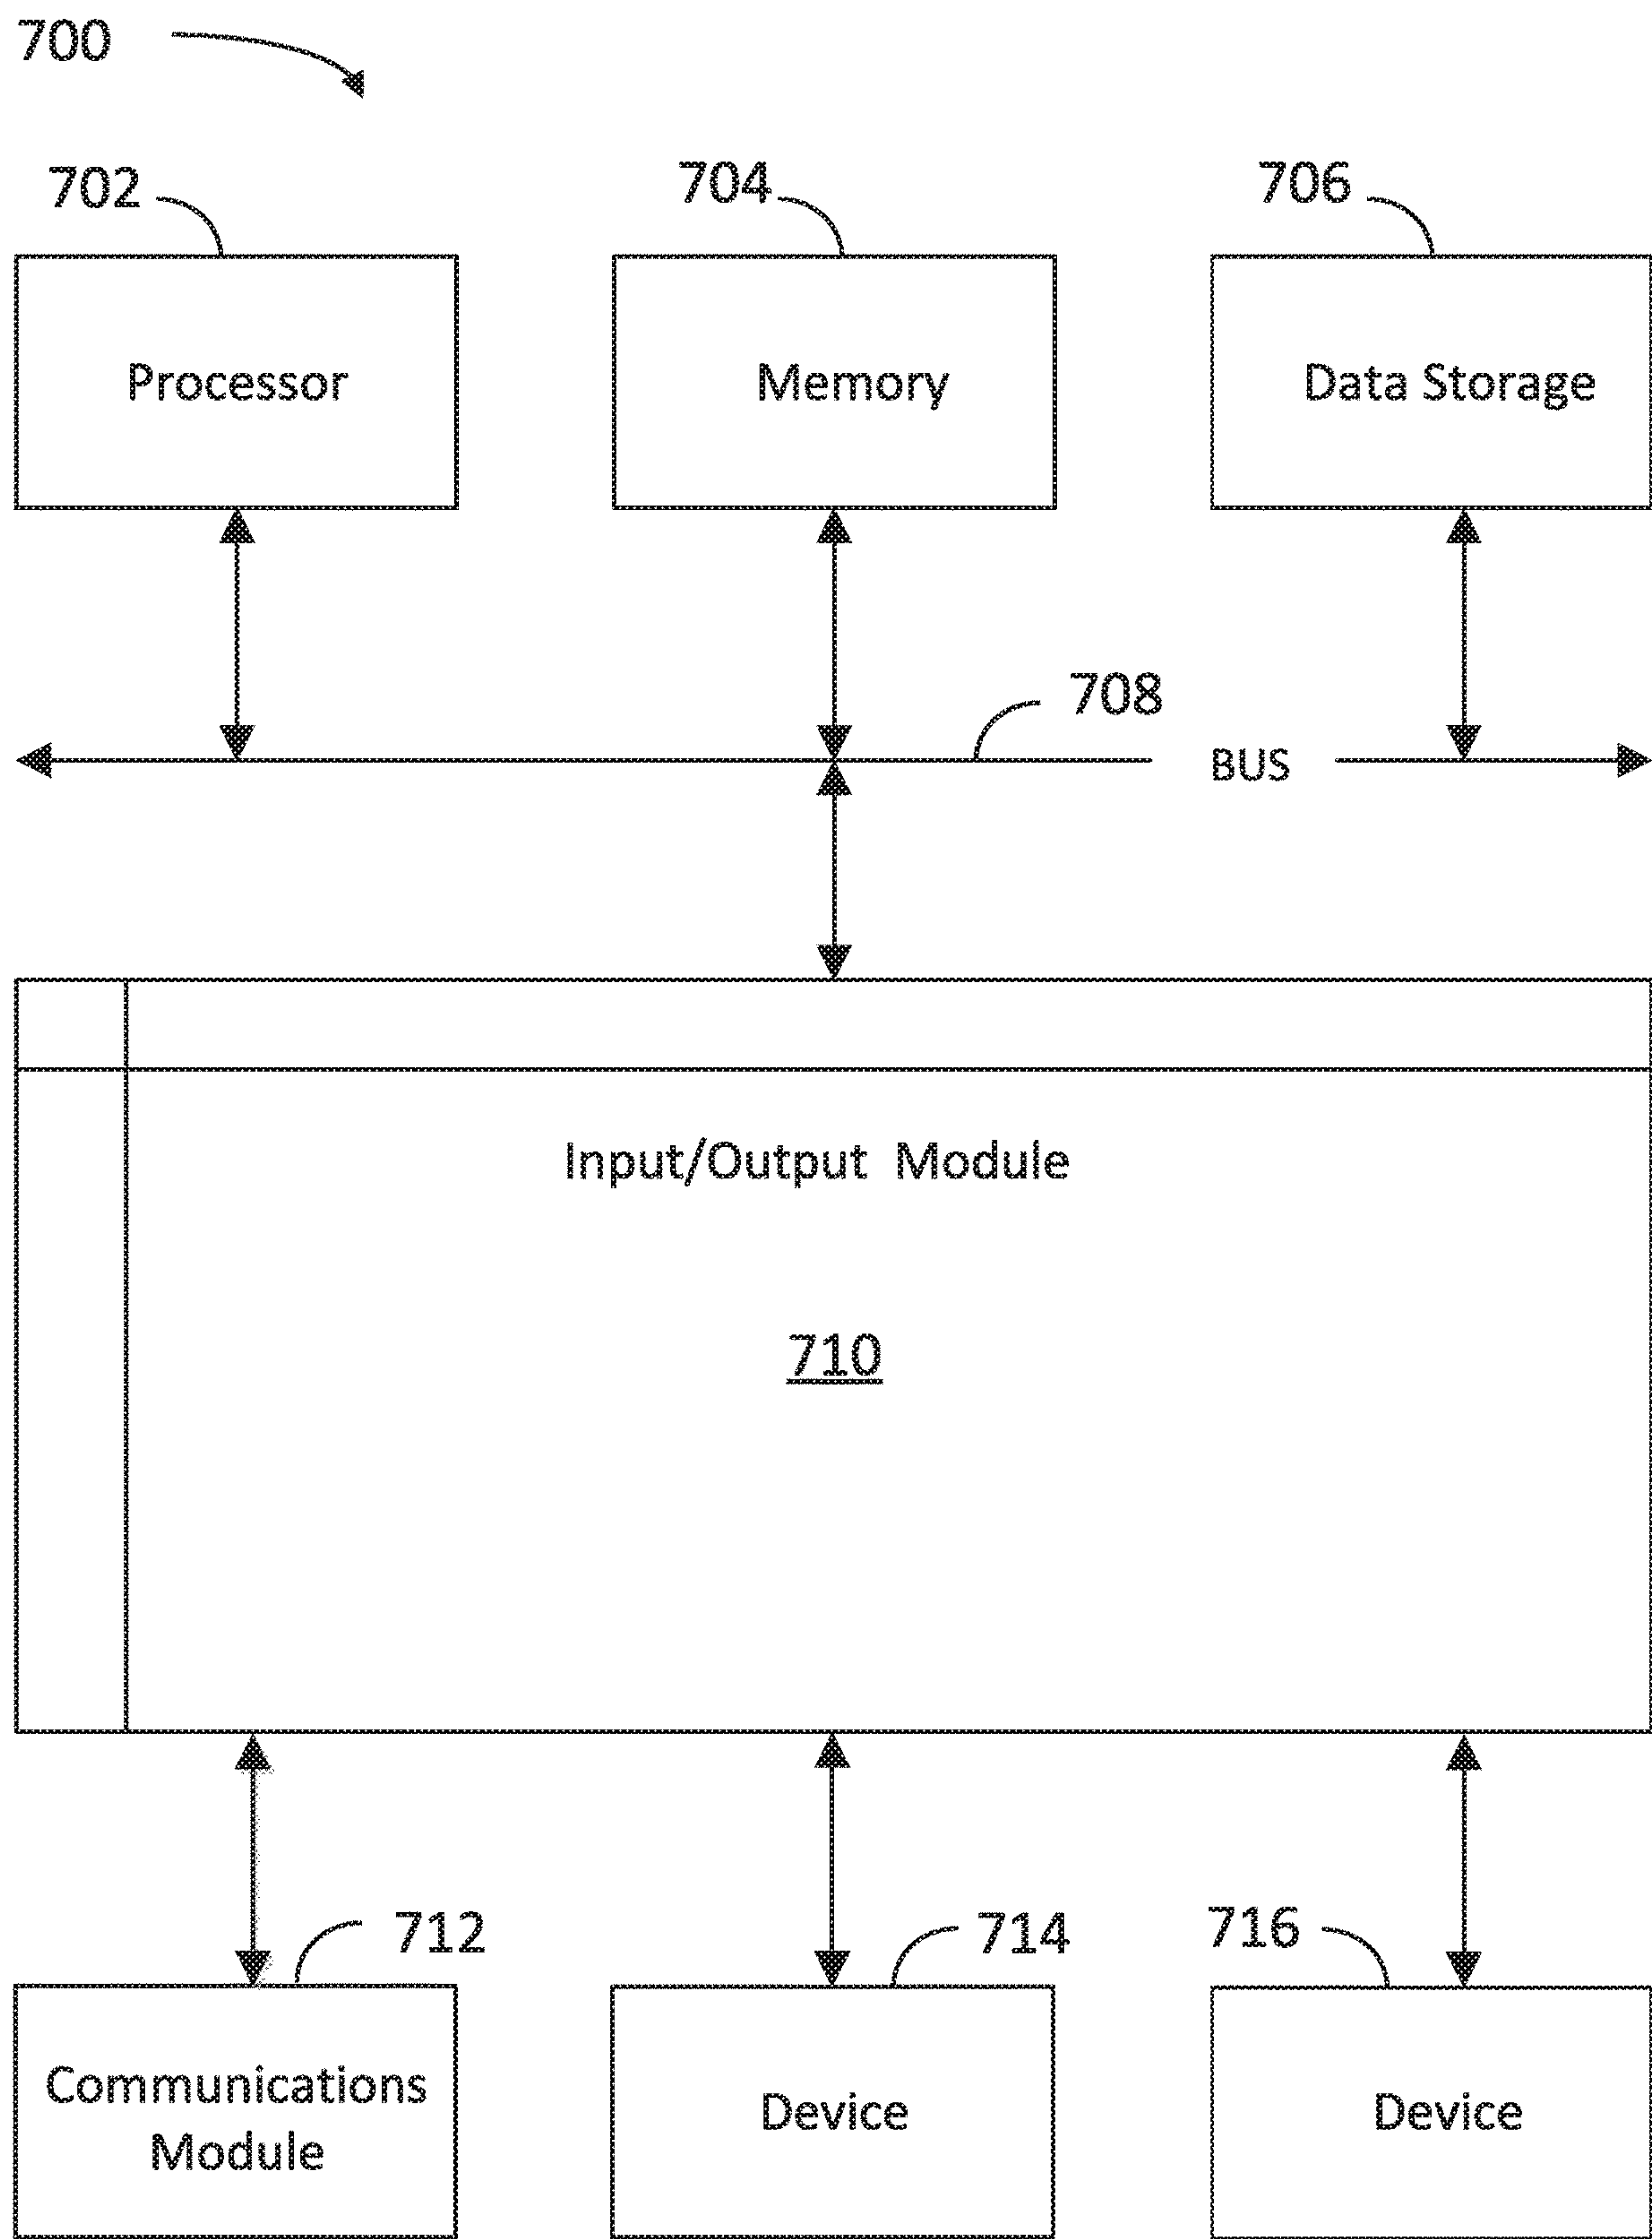 700
702
704
706
Processor
Memory
Data Storage
708
BUS
Input/Output Module
710
712
714
716
Communications
Module
Device
Device